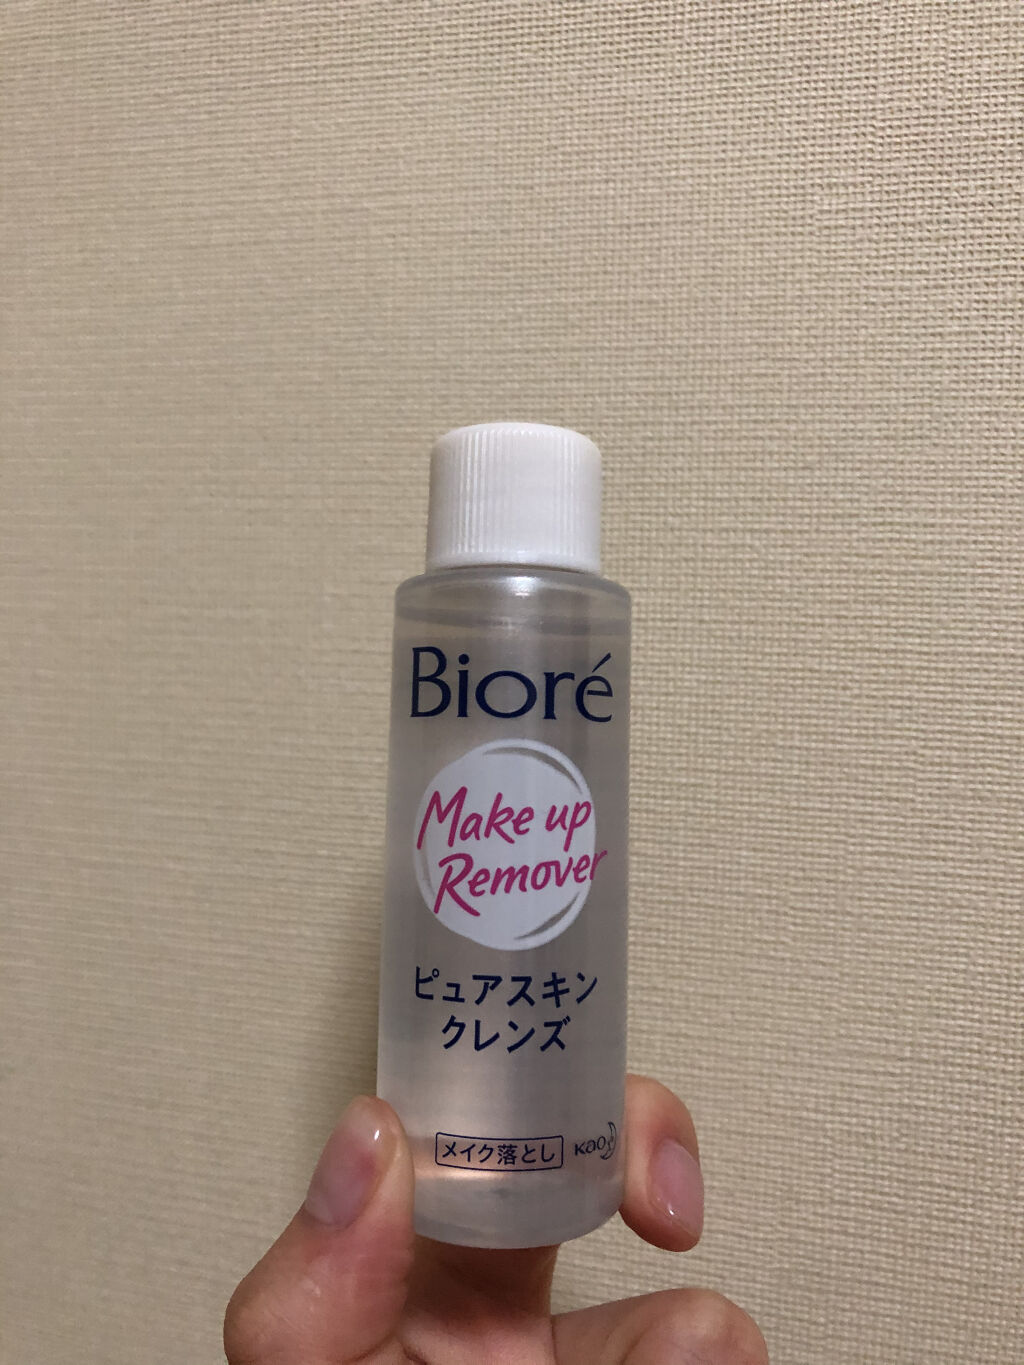 Bioré
Make up
Remover
ピュアスキン
クレンズ
メイク落とし
Kao